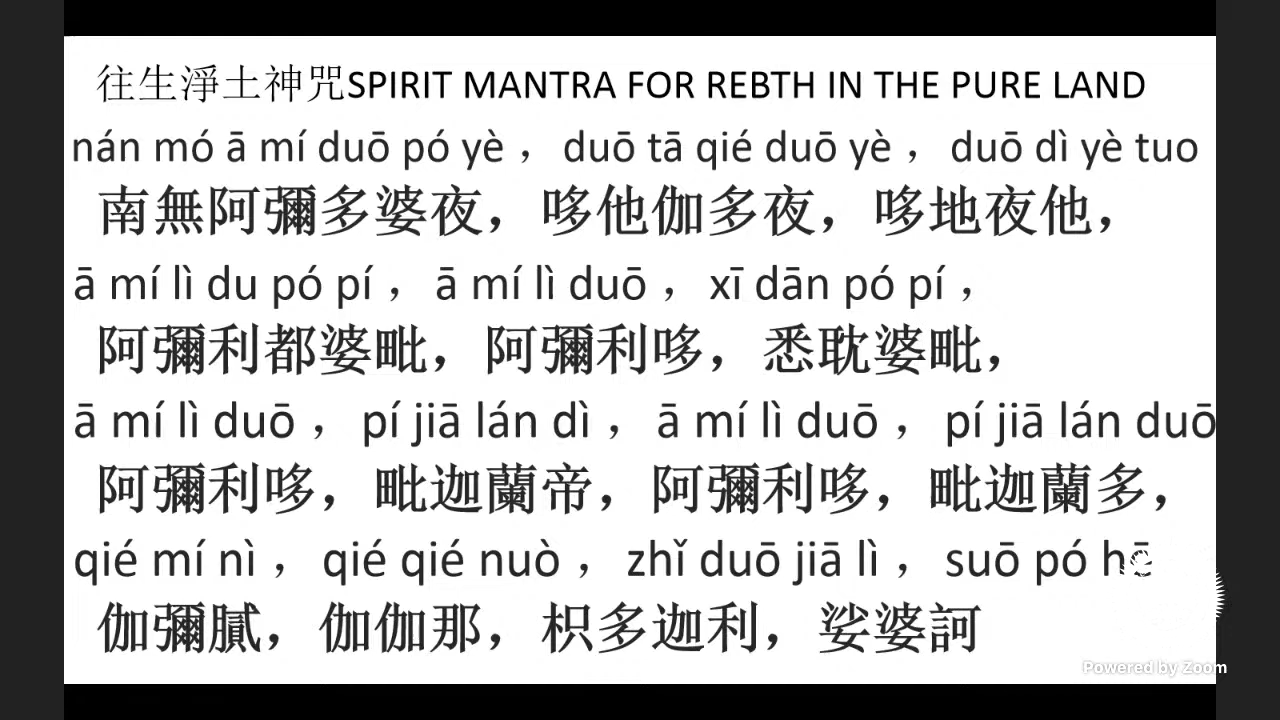 往生淨土神咒SPIRIT MANTRA FOR REBTH IN THE PURE LAND
nán mó ā mí duō pó yè ， duō tā qié duō yè ， duō dì yè tuo
南無阿彌多婆夜，哆他伽多夜，哆地夜他，
ā mí lì du pó pí ， ā mí lì duō ， xī dān pó pí ，
阿彌利都婆毗，阿彌利哆，悉耽婆毗，
ā mí lì duō ， pí jiā lán dì ， ā mí lì duō ， pí jiā lán duō
阿彌利哆，毗迦蘭帝，阿彌利哆，毗迦蘭多，
qié mí nì ， qié qié nuò ， zhǐ duō jiā lì ， suō pó hē
伽彌膩，伽伽那，枳多迦利，娑婆訶
Powered by Zoom